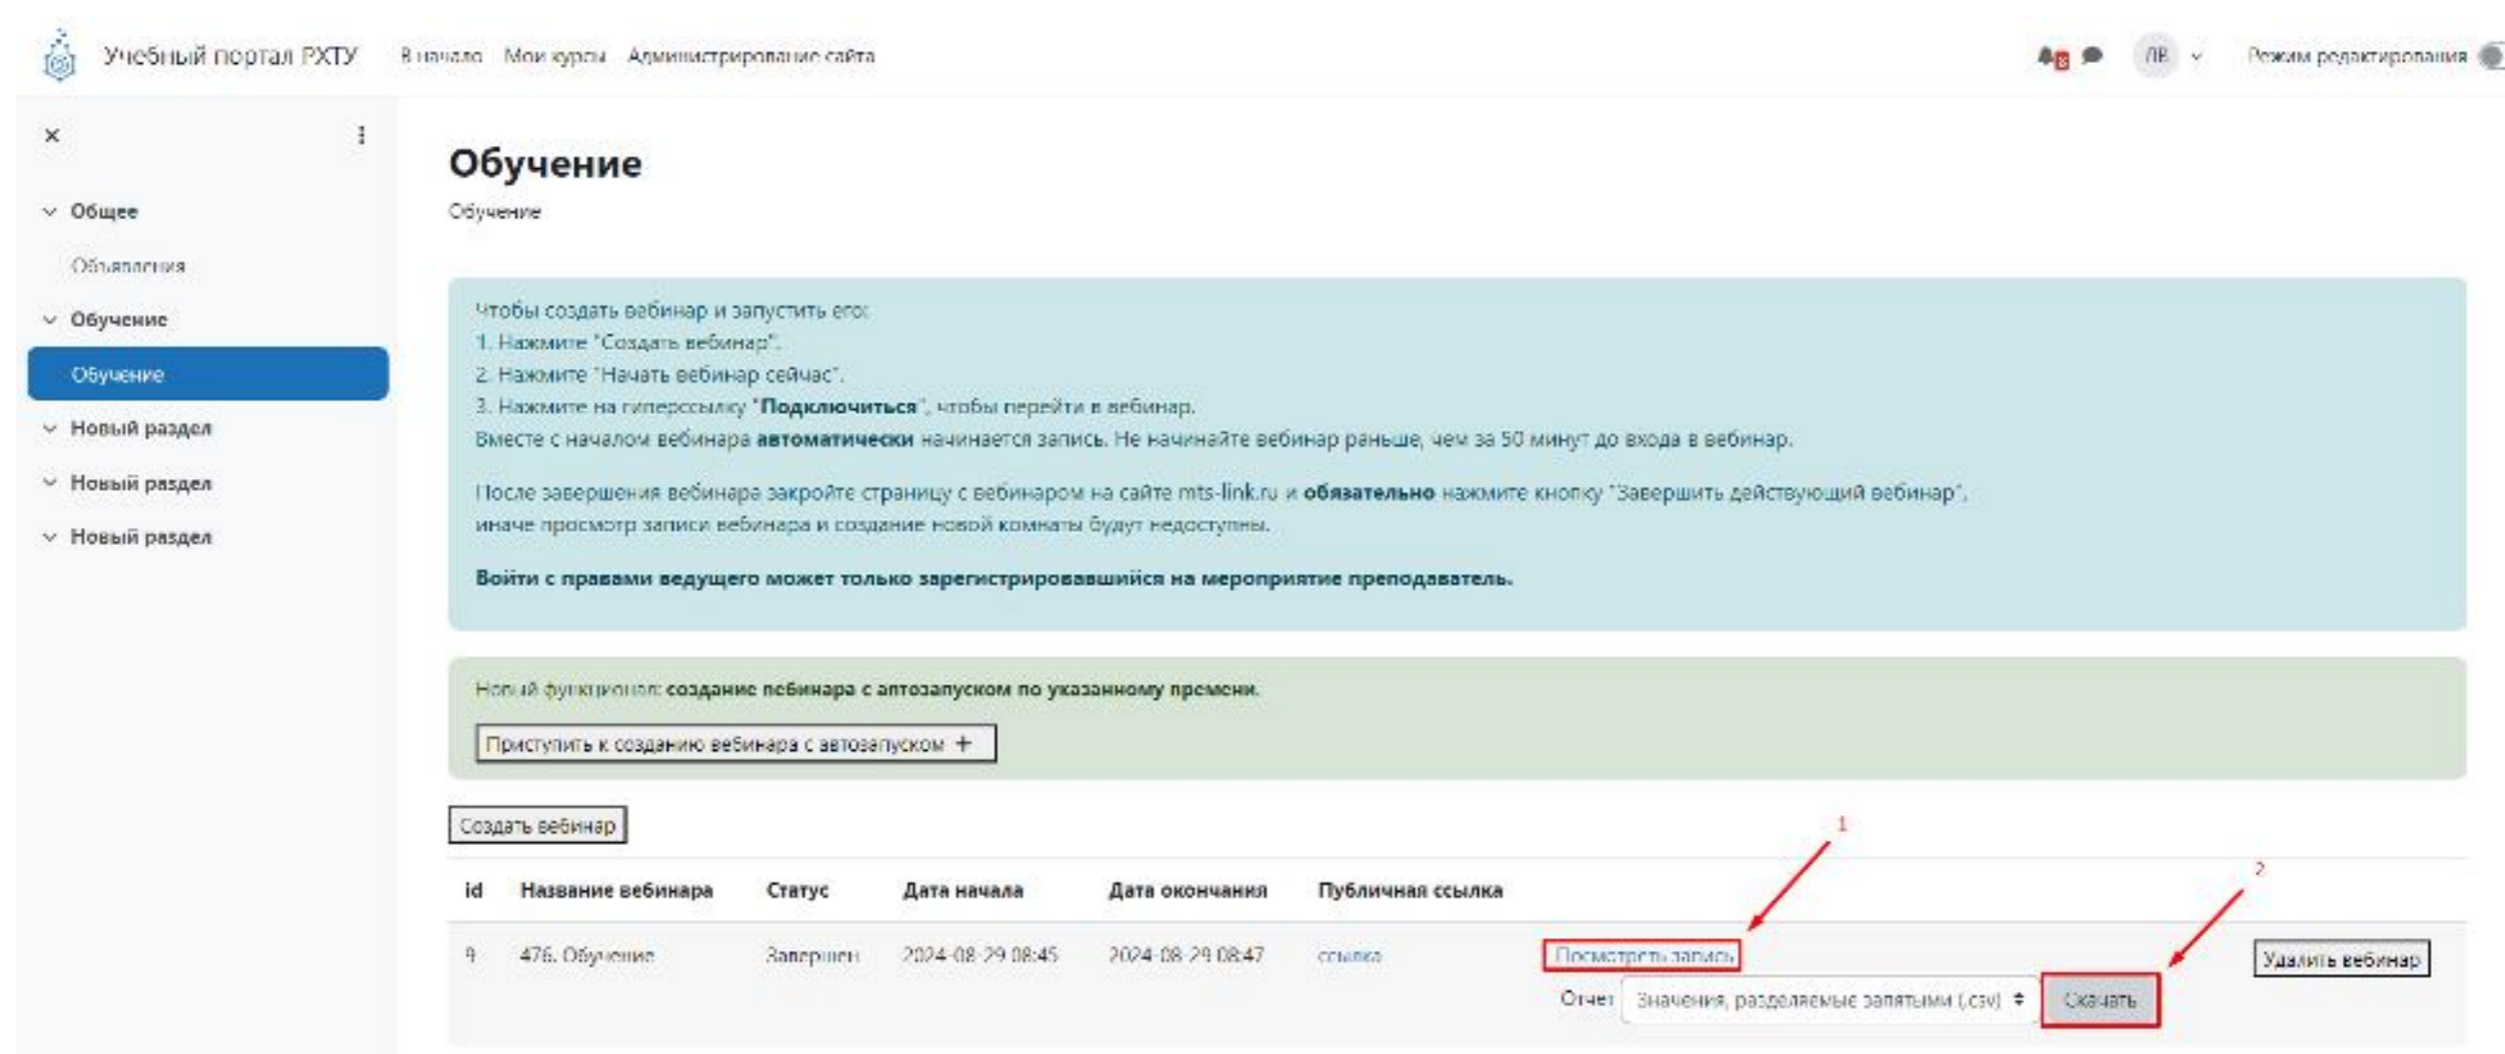 Учебный портал РХТУ В начало Мои курсы Администрирование сайта
8 ЛВ Режим редактирования
Общее
Объявления
Обучение
Обучение
Новый раздел
Новый раздел
Новый раздел
Обучение
Обучение
Чтобы создать вебинар и запустить его:
1. Нажмите "Создать вебинар".
2. Нажмите "Начать вебинар сейчас".
3. Нажмите на гиперссылку "Подключиться", чтобы перейти в вебинар.
Вместе с началом вебинара автоматически начинается запись. Не начинайте вебинар раньше, чем за 50 минут до входа в вебинар.
После завершения вебинара закройте страницу с вебинаром на сайте mts-link.ru и обязательно нажмите кнопку "Завершить действующий вебинар",
иначе просмотр записи вебинара и создание новой комнаты будут недоступны.
Войти с правами ведущего может только зарегистрировавшийся на мероприятие преподаватель.
Новый функционал: создание вебинара с автозапуском по указанному времени.
Приступить к созданию вебинара с автозапуском +
Создать вебинар
1
2
id Название вебинара Статус Дата начала Дата окончания Публичная ссылка
9 476. Обучение Завершен 2024-08-29 08:45 2024-08-29 08:47 ссылка Посмотреть запись Удалить вебинар
Отчет Значения, разделяемые запятыми (.csv) Скачать